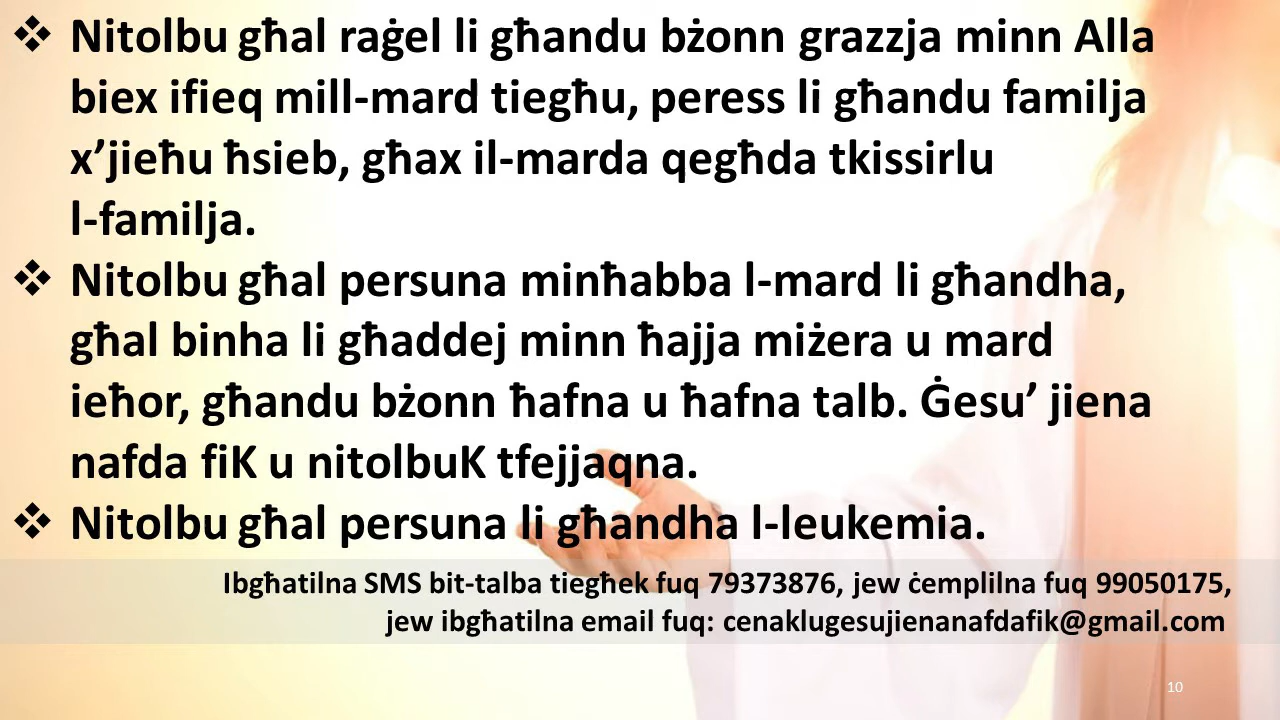 ❖ Nitolbu għal raġel li għandu bżonn grazzja minn Alla
biex ifieq mill-mard tiegħu, peress li għandu familja
x’jieħu ħsieb, għax il-marda qegħda tkissirlu
l-familja.
❖ Nitolbu għal persuna minħabba l-mard li għandha,
għal binha li għaddej minn ħajja miżera u mard
ieħor, għandu bżonn ħafna u ħafna talb. Ġesu’ jiena
nafda fiK u nitolbuK tfejjaqna.
❖ Nitolbu għal persuna li għandha l-leukemia.
Ibgħatilna SMS bit-talba tiegħek fuq 79373876, jew ċemplilna fuq 99050175,
jew ibgħatilna email fuq: cenaklugesujienanafdafik@gmail.com
10